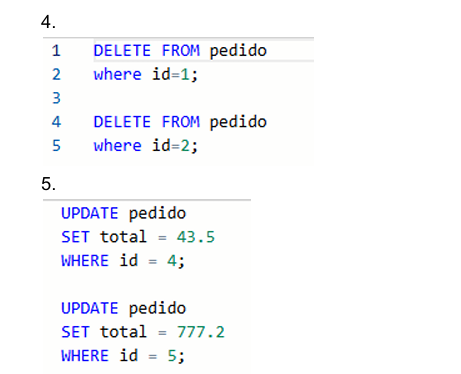 4.
1 DELETE FROM pedido
2 where id=1;
3
4 DELETE FROM pedido
5 where id=2;
5.
UPDATE pedido
SET total = 43.5
WHERE id = 4;
UPDATE pedido
SET total = 777.2
WHERE id = 5;